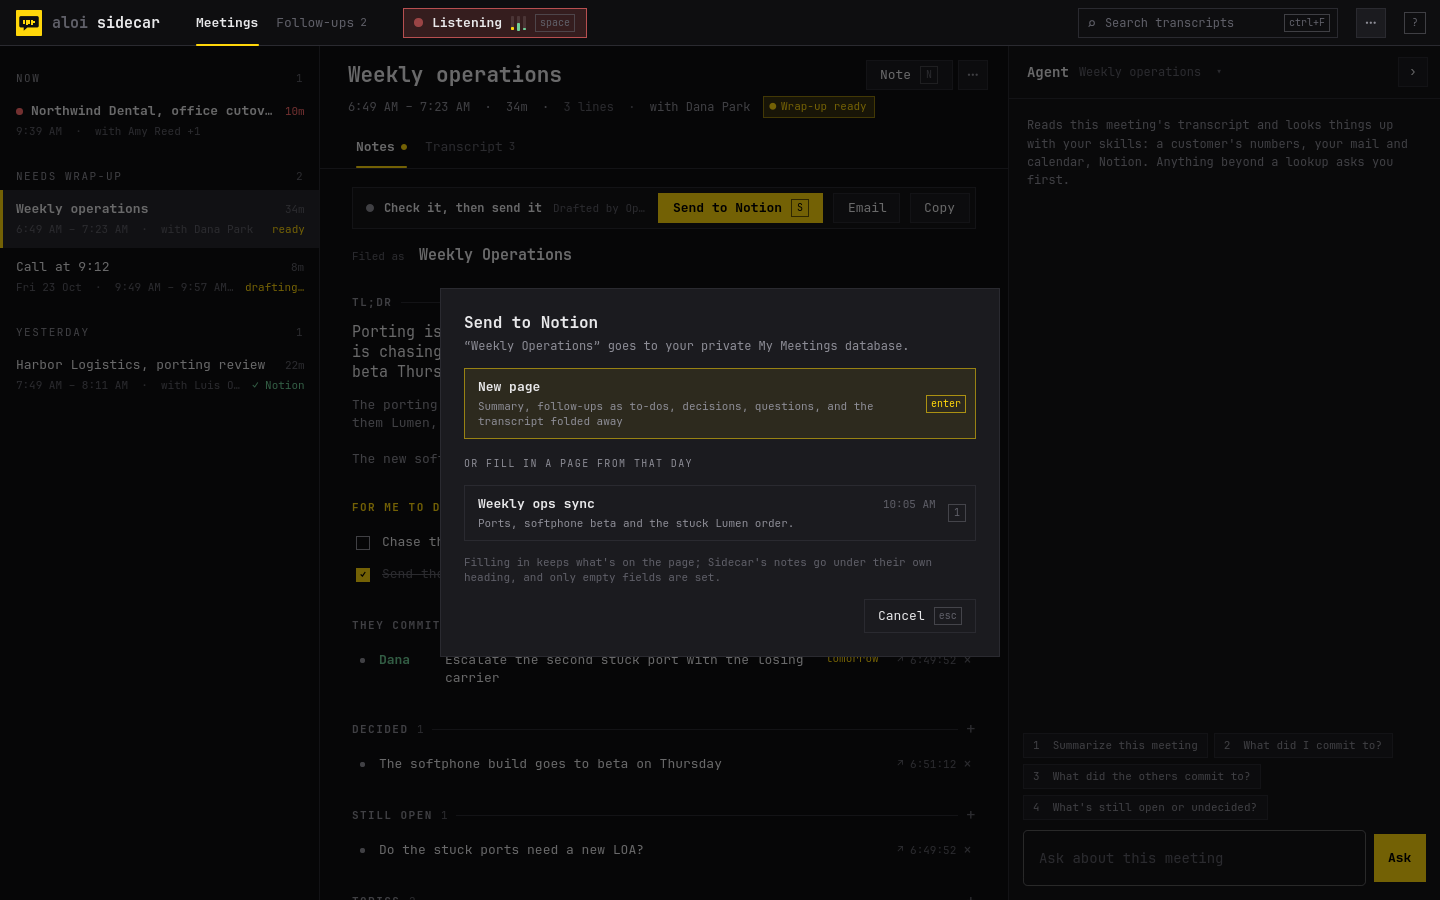 aloi sidecar
Meetings
Follow-ups 2
Listening space
Search transcripts ctrl+F
?
NOW 1
Northwind Dental, office cutov… 10m
9:39 AM · with Amy Reed +1
NEEDS WRAP-UP 2
Weekly operations 34m
6:49 AM – 7:23 AM · with Dana Park ready
Call at 9:12 8m
Fri 23 Oct · 9:49 AM – 9:57 AM… drafting…
YESTERDAY 1
Harbor Logistics, porting review 22m
7:49 AM – 8:11 AM · with Luis O… ✓ Notion
Weekly operations
Note N
6:49 AM – 7:23 AM · 34m · 3 lines · with Dana Park Wrap-up ready
Notes
Transcript 3
Check it, then send it Drafted by Op… Send to Notion S Email Copy
Filed as Weekly Operations
TL;DR
Porting is
is chasing
beta Thurs
The porting
them Lumen,
The new sof
FOR ME TO D
Chase th
Send the
THEY COMMIT
Dana Escalate the second stuck port with the losing tomorrow ↗ 6:49:52 ×
carrier
DECIDED 1 +
The softphone build goes to beta on Thursday ↗ 6:51:12 ×
STILL OPEN 1 +
Do the stuck ports need a new LOA? ↗ 6:49:52 ×
Send to Notion
“Weekly Operations” goes to your private My Meetings database.
New page
Summary, follow-ups as to-dos, decisions, questions, and the
transcript folded away
enter
OR FILL IN A PAGE FROM THAT DAY
Weekly ops sync 10:05 AM 1
Ports, softphone beta and the stuck Lumen order.
Filling in keeps what's on the page; Sidecar's notes go under their own
heading, and only empty fields are set.
Cancel esc
Agent Weekly operations
Reads this meeting's transcript and looks things up
with your skills: a customer's numbers, your mail and
calendar, Notion. Anything beyond a lookup asks you
first.
1 Summarize this meeting
2 What did I commit to?
3 What did the others commit to?
4 What's still open or undecided?
Ask about this meeting
Ask